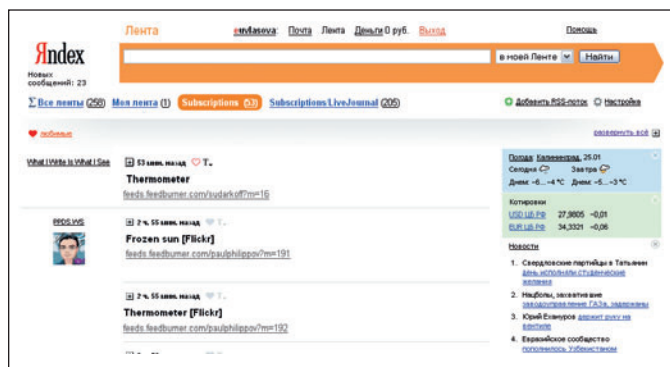 Лента
evvlasova: Почта Лента Деньги 0 руб. Выход
Помощь
Яndex
Новых
сообщений: 23
в моей Ленте
Найти
Σ Все ленты (258) Моя лента (1) Subscriptions (53) Subscriptions/LiveJournal (205)
Добавить RSS-поток Настройка
любимые
развернуть всё
What I Write Is What I See
53 мин. назад T.
Thermometer
feeds.feedburner.com/sudarkoff?m=16
PPDS.WS
2 ч. 55 мин. назад T.
Frozen sun [Flickr]
feeds.feedburner.com/paulphilippov?m=191
2 ч. 55 мин. назад T.
Thermometer [Flickr]
feeds.feedburner.com/paulphilippov?m=192
Погода: Калининград, 25.01
Сегодня Завтра
Днем: -6...-4 °C Днем: -5...-3 °C
Котировки
USD ЦБ РФ 27,9805 -0,01
EUR ЦБ РФ 34,3321 -0,06
Новости
1. Свердловские партийцы в Татьянин
день исполняли студенческие
желания
2. Нацболы, захватившие
заводоуправление ГАЗа, задержаны
3. Юрий Ехануров держит руку на
вентиле
4. Евразийское сообщество
пополнилось Узбекистаном